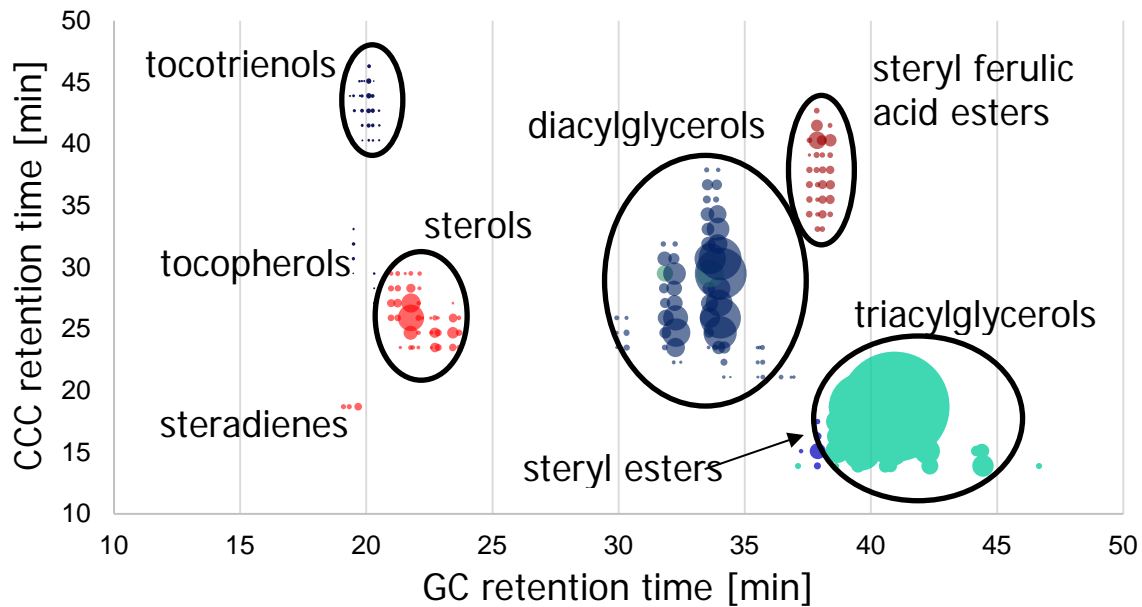 50
45
40
35
30
25
20
15
10
CCC retention time [min]
tocotrienols
steryl ferulic
acid esters
diacylglycerols
sterols
tocopherols
triacylglycerols
steradienes
steryl esters
10
15
20
25
30
35
40
45
50
GC retention time [min]